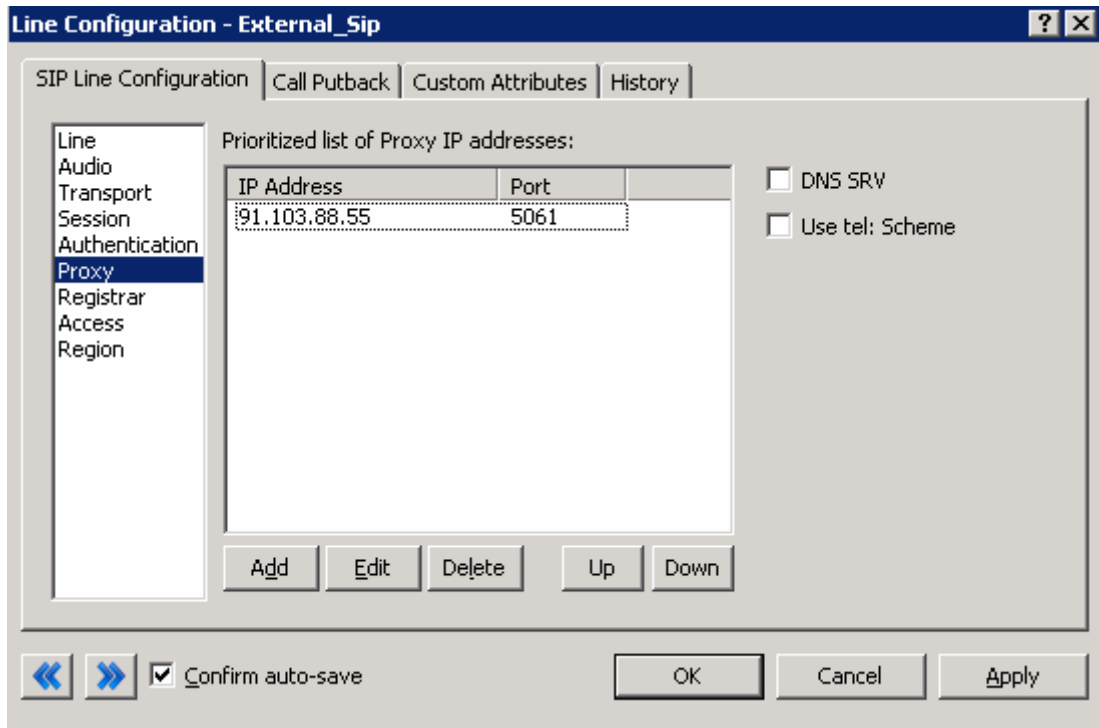 Line Configuration - External_Sip
SIP Line Configuration
Call Putback
Custom Attributes
History
Line
Audio
Transport
Session
Authentication
Proxy
Registrar
Access
Region
Prioritized list of Proxy IP addresses:
IP Address Port
91.103.88.55 5061
DNS SRV
Use tel: Scheme
Add
Edit
Delete
Up
Down
Confirm auto-save
OK
Cancel
Apply